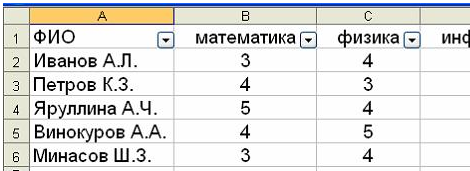 A B C
1 ФИО математика физика инф
2 Иванов А.Л. 3 4
3 Петров К.З. 4 3
4 Яруллина А.Ч. 5 4
5 Винокуров А.А. 4 5
6 Минасов Ш.З. 3 4